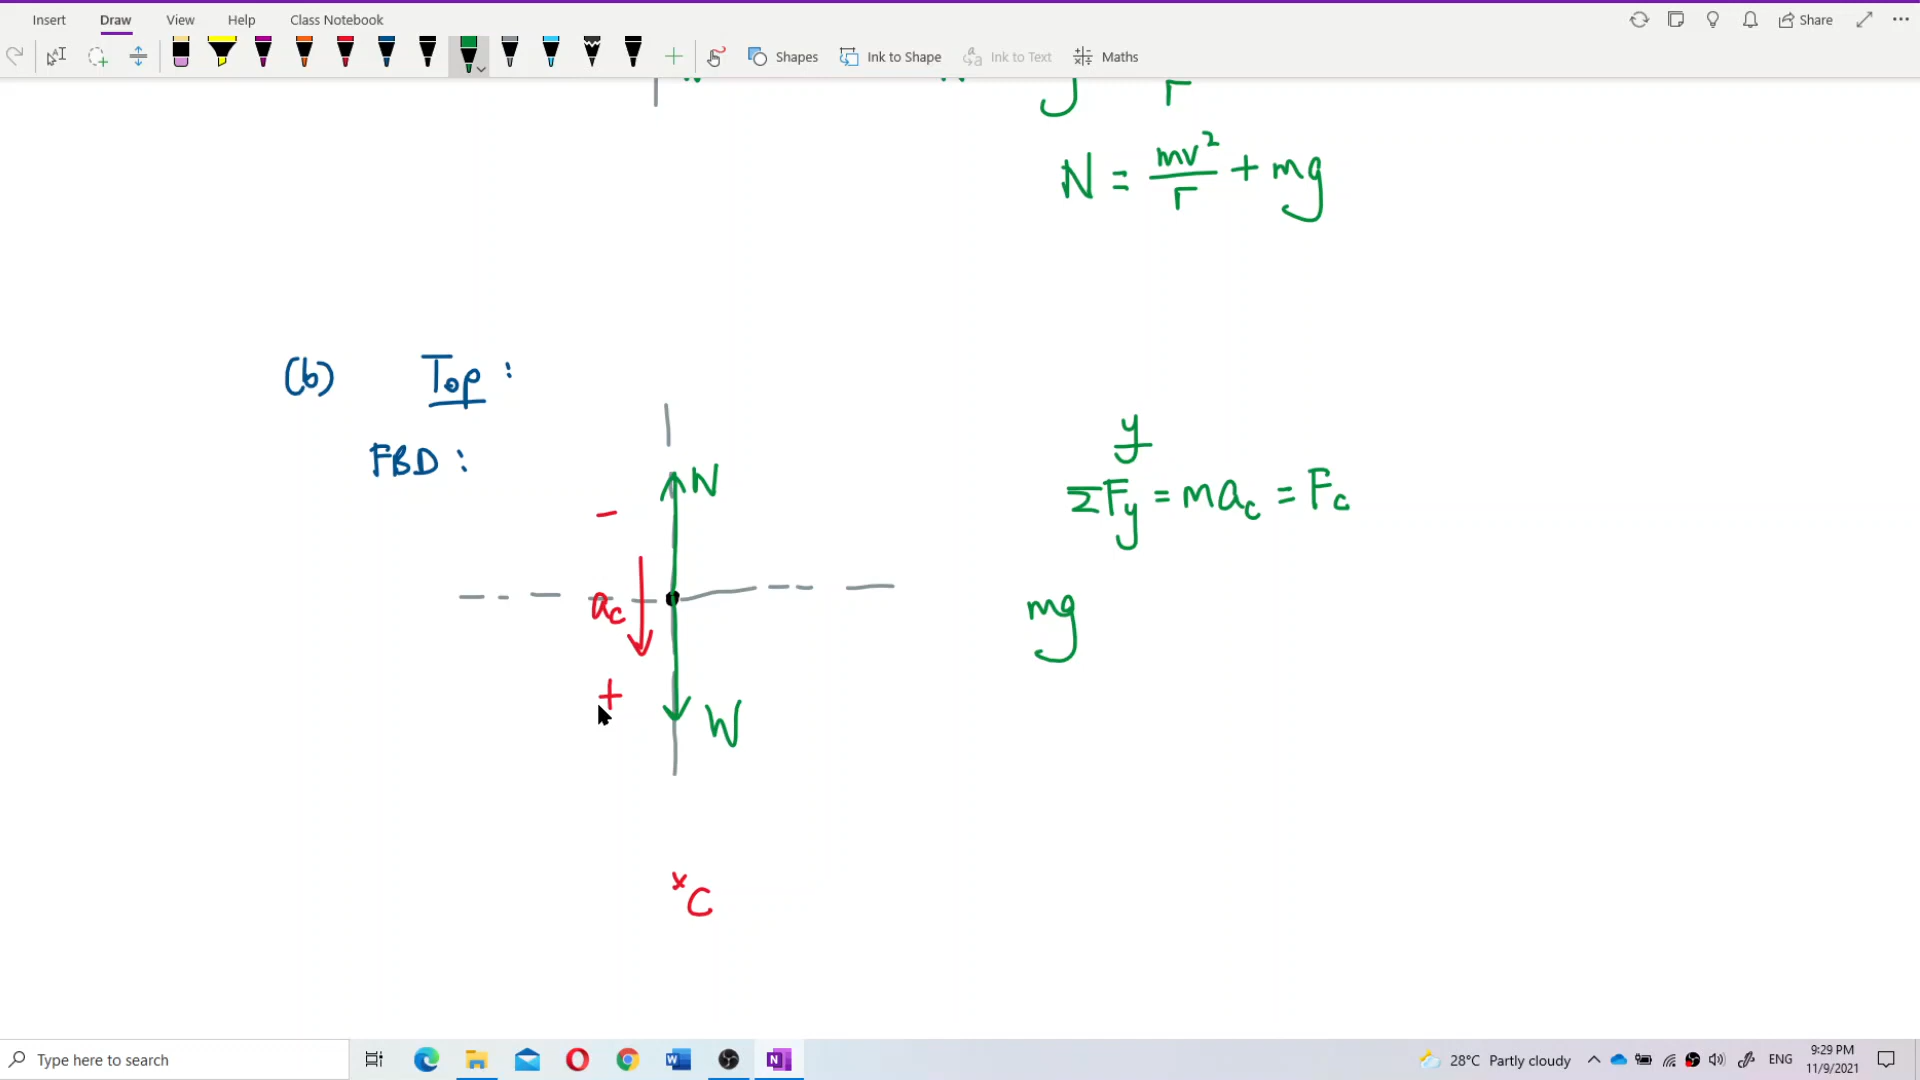 Insert Draw View Help Class Notebook Share
Shapes Ink to Shape Ink to Text Maths
N = mv²/r + mg
(b) Top :
FBD :
N
-
ac
+
W
×C
y
ΣFy = mac = Fc
mg
Type here to search
28°C Partly cloudy ENG 9:29 PM
11/9/2021